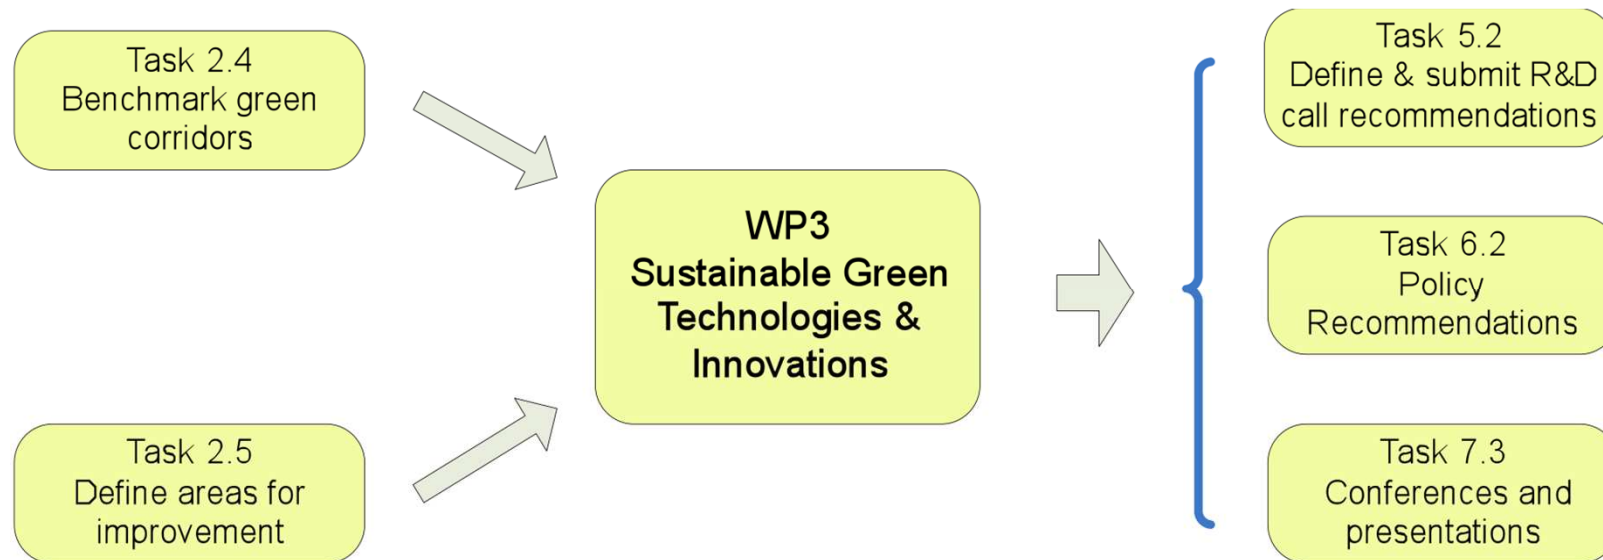 Task 2.4
Benchmark green
corridors
Task 2.5
Define areas for
improvement
WP3
Sustainable Green
Technologies &
Innovations
Task 5.2
Define & submit R&D
call recommendations
Task 6.2
Policy
Recommendations
Task 7.3
Conferences and
presentations